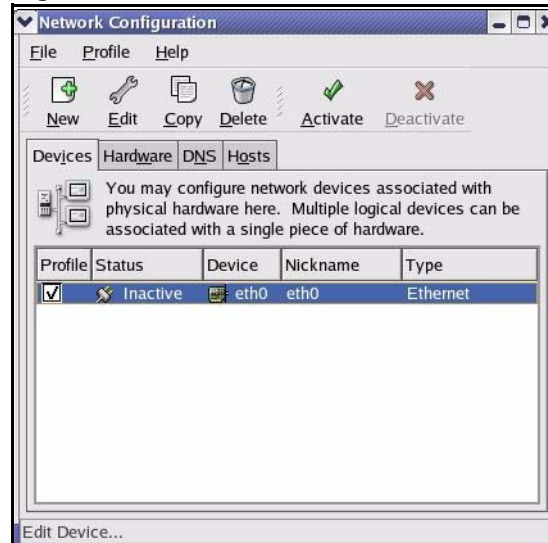 Network Configuration
File Profile Help
New Edit Copy Delete Activate Deactivate
Devices Hardware DNS Hosts
You may configure network devices associated with
physical hardware here. Multiple logical devices can be
associated with a single piece of hardware.
Profile Status Device Nickname Type
Inactive eth0 eth0 Ethernet
Edit Device...